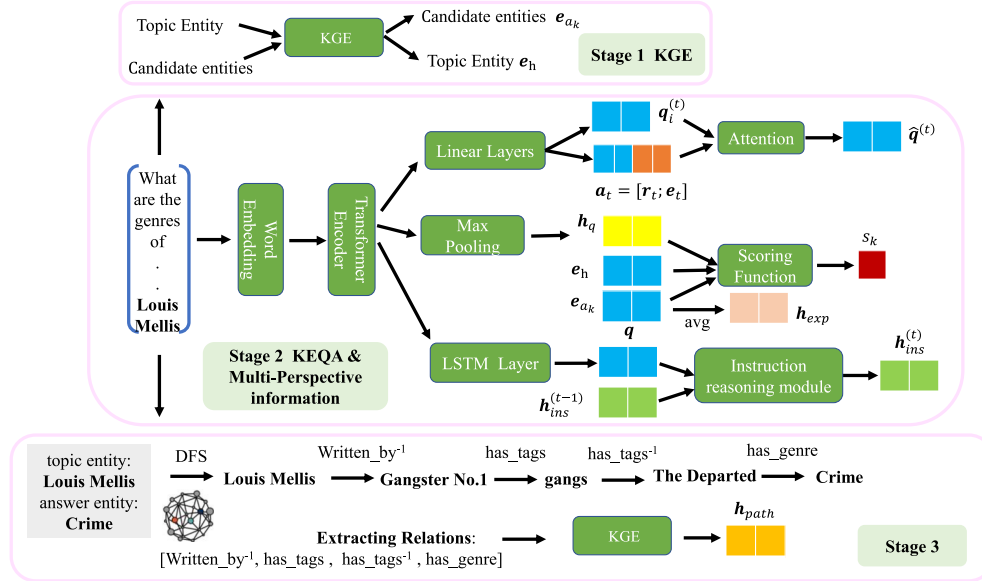 Topic Entity
Candidate entities
KGE
Candidate entities e_{a_k}
Topic Entity e_h
Stage 1 KGE
What
are the
genres
of
.
.
Louis
Mellis
Word
Embedding
Transformer
Encoder
Linear Layers
q_i^{(t)}
a_t = [r_t; e_t]
Attention
q̂^{(t)}
Max
Pooling
h_q
e_h
e_{a_k}
Scoring
Function
s_k
avg
h_{exp}
LSTM Layer
q
h_{ins}^{(t-1)}
Instruction
reasoning module
h_{ins}^{(t)}
Stage 2 KEQA &
Multi-Perspective
information
topic entity:
Louis Mellis
answer entity:
Crime
DFS
Louis Mellis
Written_by⁻¹
Gangster No.1
has_tags
gangs
has_tags⁻¹
The Departed
has_genre
Crime
Extracting Relations:
[Written_by⁻¹, has_tags , has_tags⁻¹ , has_genre]
KGE
h_{path}
Stage 3